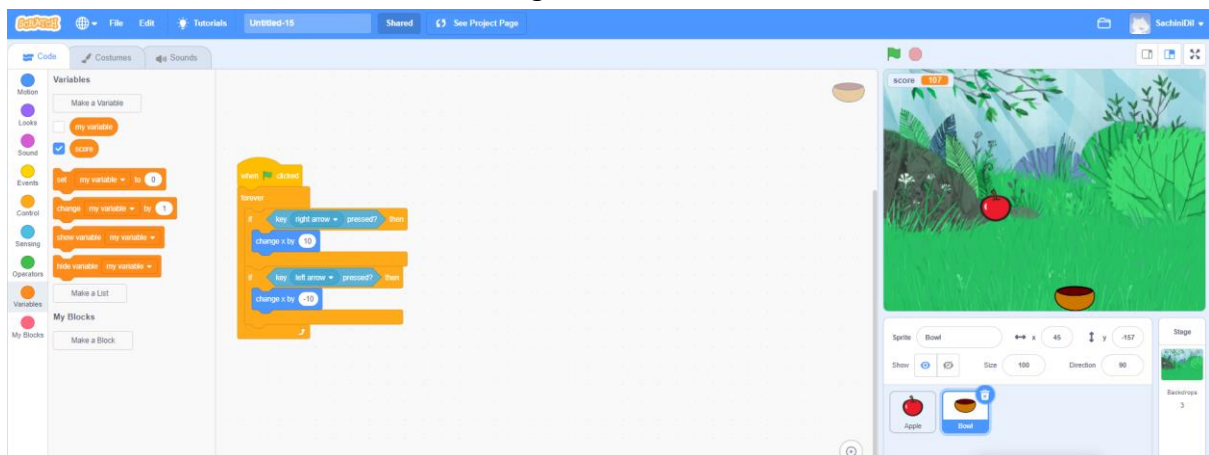 SCRATCH File Edit Tutorials Untitled-15 Shared See Project Page SachiniDil
Code Costumes Sounds
Motion
Looks
Sound
Events
Control
Sensing
Operators
Variables
My Blocks
Variables
Make a Variable
my variable
score
set my variable to 0
change my variable by 1
show variable my variable
hide variable my variable
Make a List
My Blocks
Make a Block
when clicked
forever
if key right arrow pressed? then
change x by 10
if key left arrow pressed? then
change x by -10
score 107
Sprite Bowl x 45 y -157
Show Size 100 Direction 90
Apple Bowl
Stage
Backdrops
3